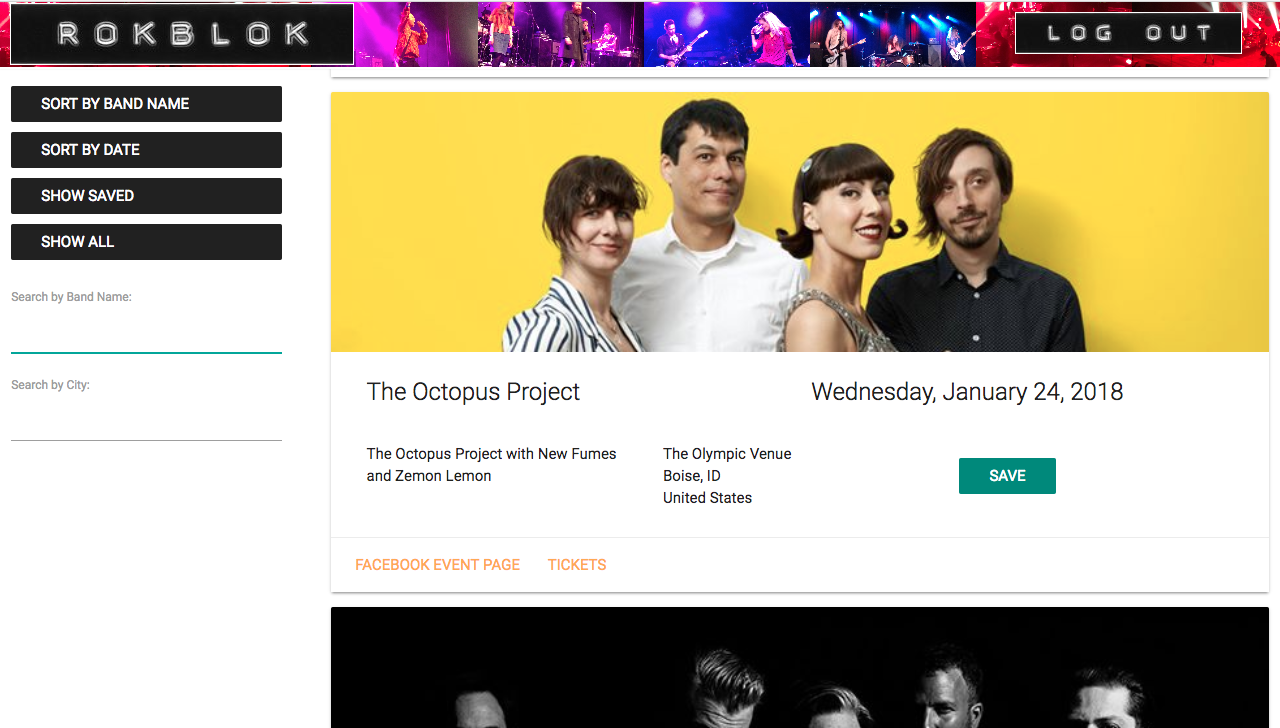 ROKBLOK
LOG OUT
SORT BY BAND NAME
SORT BY DATE
SHOW SAVED
SHOW ALL
Search by Band Name:
Search by City:
The Octopus Project
Wednesday, January 24, 2018
The Octopus Project with New Fumes
and Zemon Lemon
The Olympic Venue
Boise, ID
United States
SAVE
FACEBOOK EVENT PAGE
TICKETS